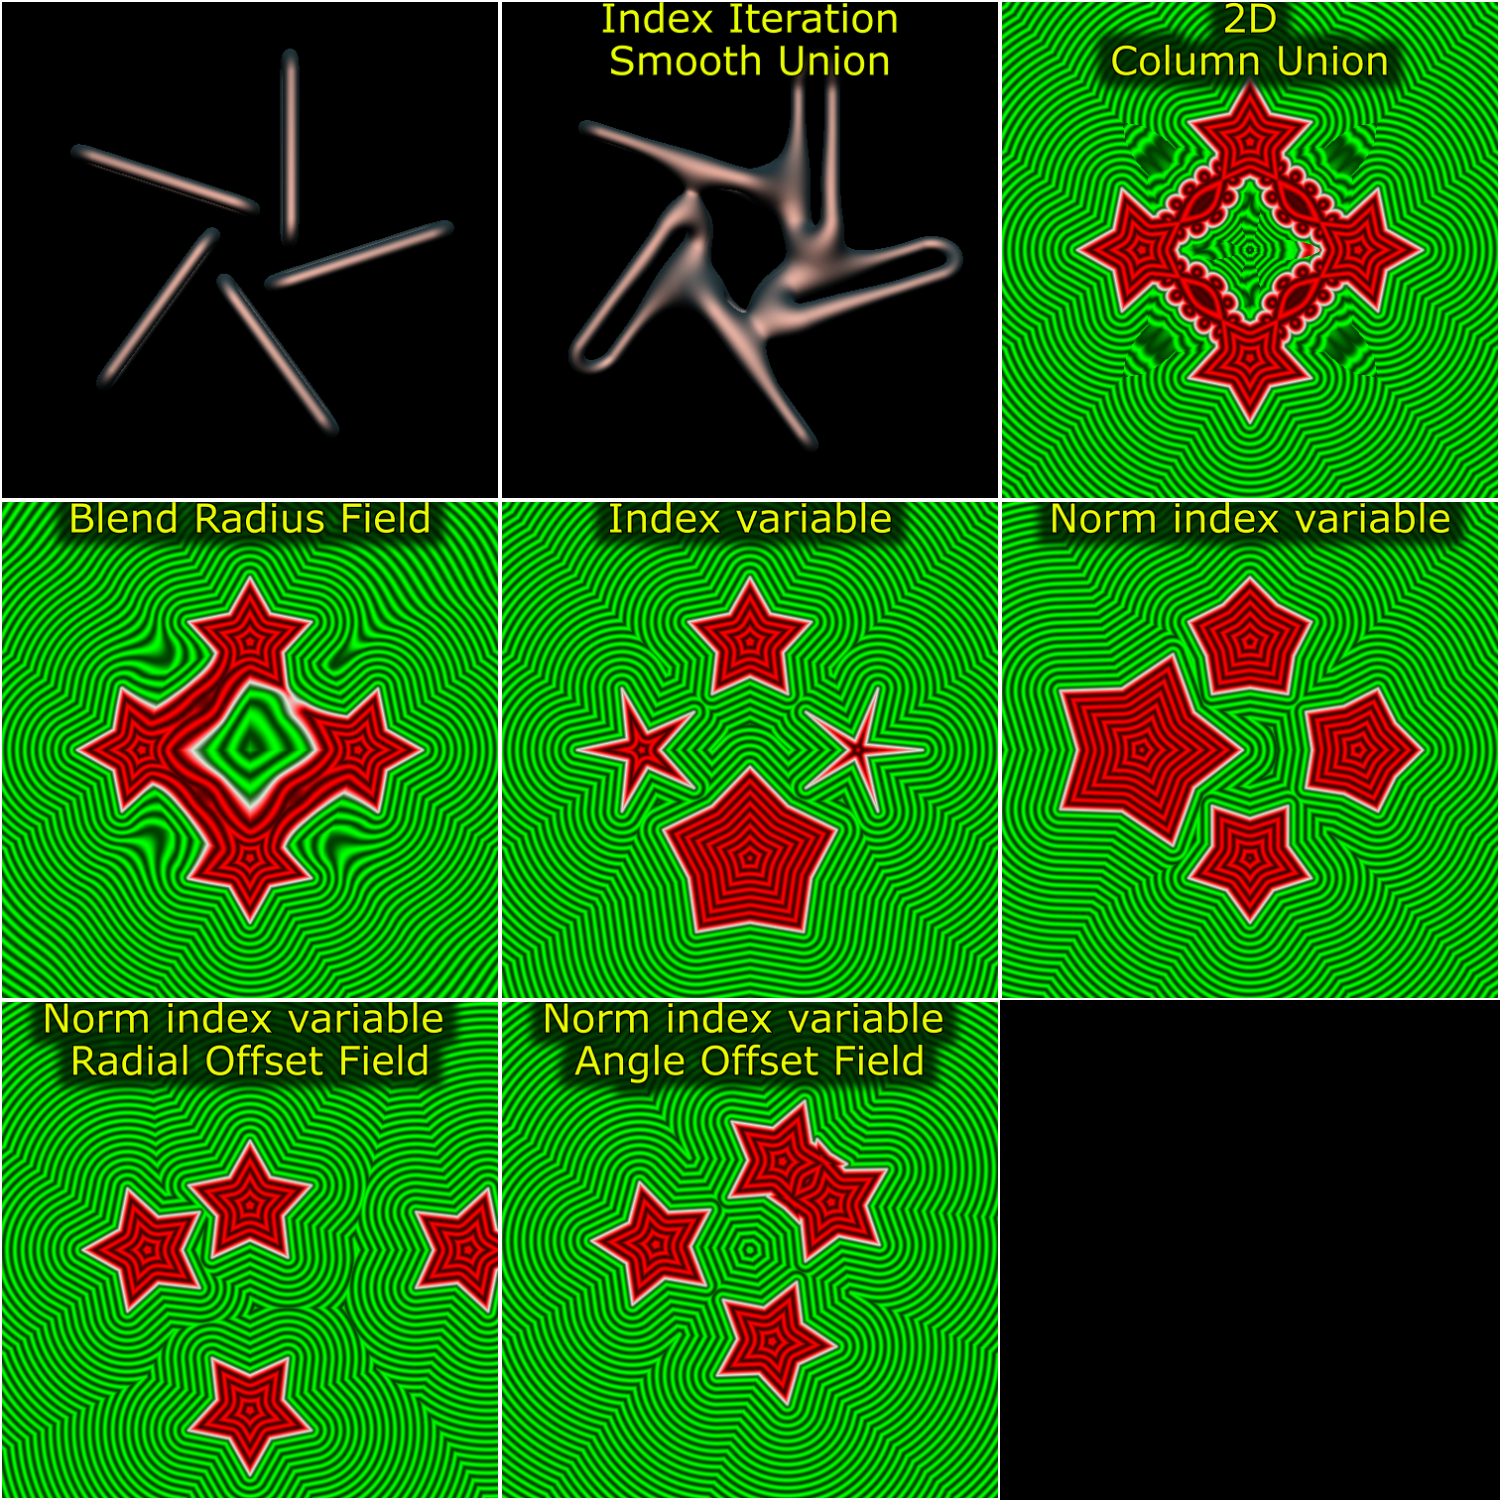 Index Iteration
Smooth Union
2D
Column Union
Blend Radius Field
Index variable
Norm index variable
Norm index variable
Radial Offset Field
Norm index variable
Angle Offset Field